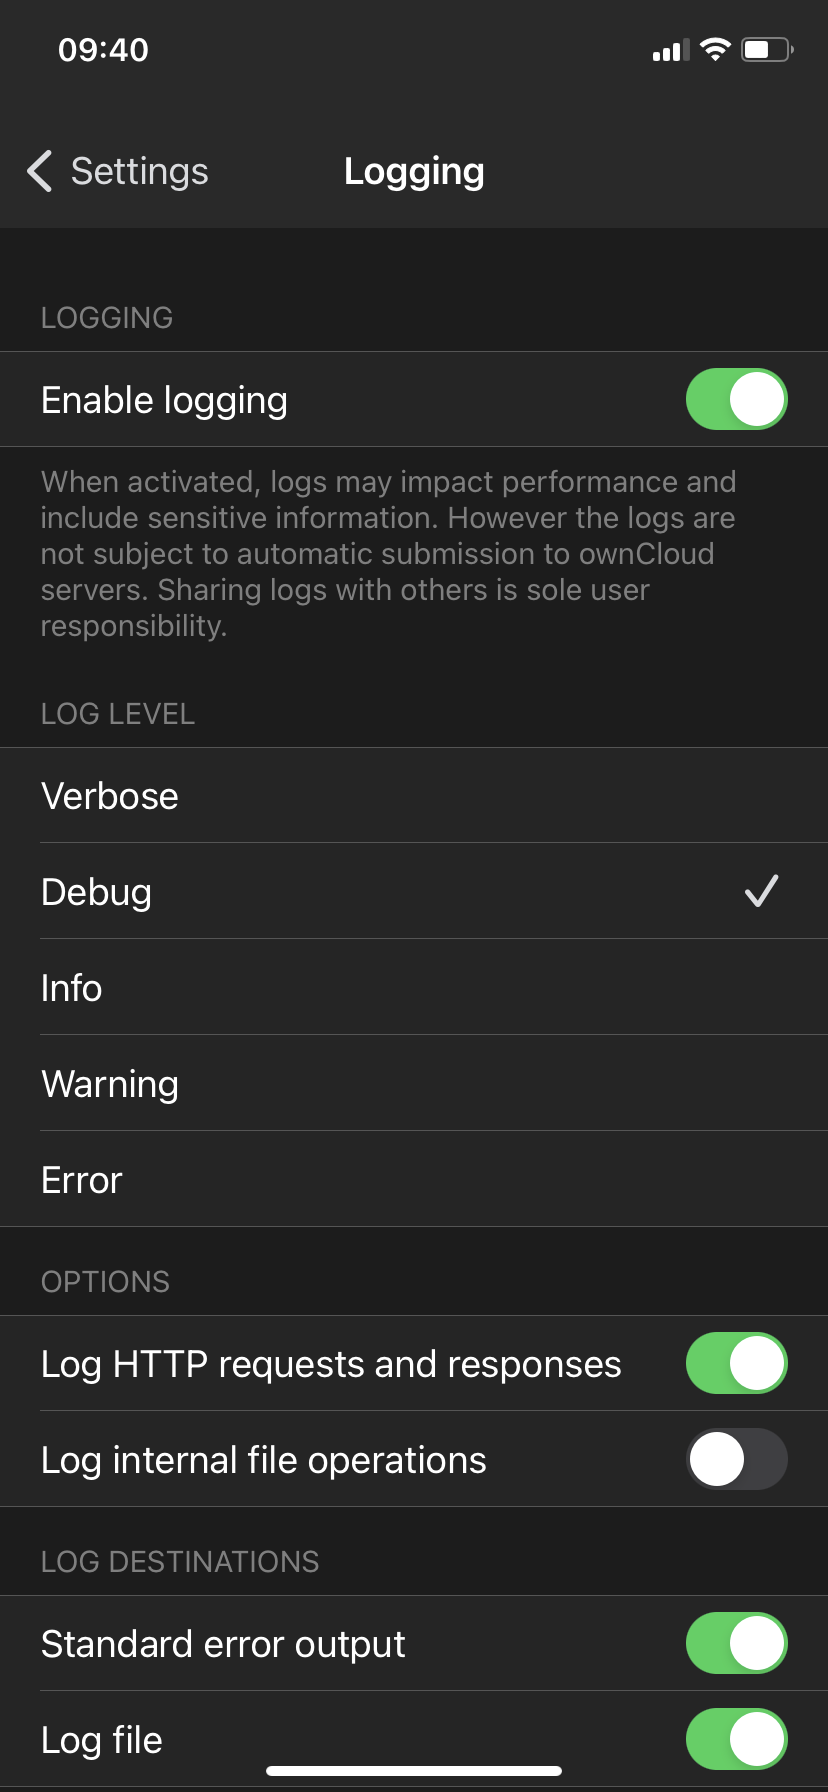 09:40
Settings
Logging
LOGGING
Enable logging
When activated, logs may impact performance and
include sensitive information. However the logs are
not subject to automatic submission to ownCloud
servers. Sharing logs with others is sole user
responsibility.
LOG LEVEL
Verbose
Debug
Info
Warning
Error
OPTIONS
Log HTTP requests and responses
Log internal file operations
LOG DESTINATIONS
Standard error output
Log file